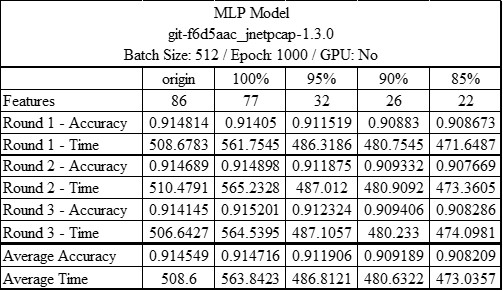 MLP Model
git-f6d5aac_jnetpcap-1.3.0
Batch Size: 512 / Epoch: 1000 / GPU: No
origin 100% 95% 90% 85%
Features 86 77 32 26 22
Round 1 - Accuracy 0.914814 0.91405 0.911519 0.90883 0.908673
Round 1 - Time 508.6783 561.7545 486.3186 480.7545 471.6487
Round 2 - Accuracy 0.914689 0.914898 0.911875 0.909332 0.907669
Round 2 - Time 510.4791 565.2328 487.012 480.9092 473.3605
Round 3 - Accuracy 0.914145 0.915201 0.912324 0.909406 0.908286
Round 3 - Time 506.6427 564.5395 487.1057 480.233 474.0981
Average Accuracy 0.914549 0.914716 0.911906 0.909189 0.908209
Average Time 508.6 563.8423 486.8121 480.6322 473.0357